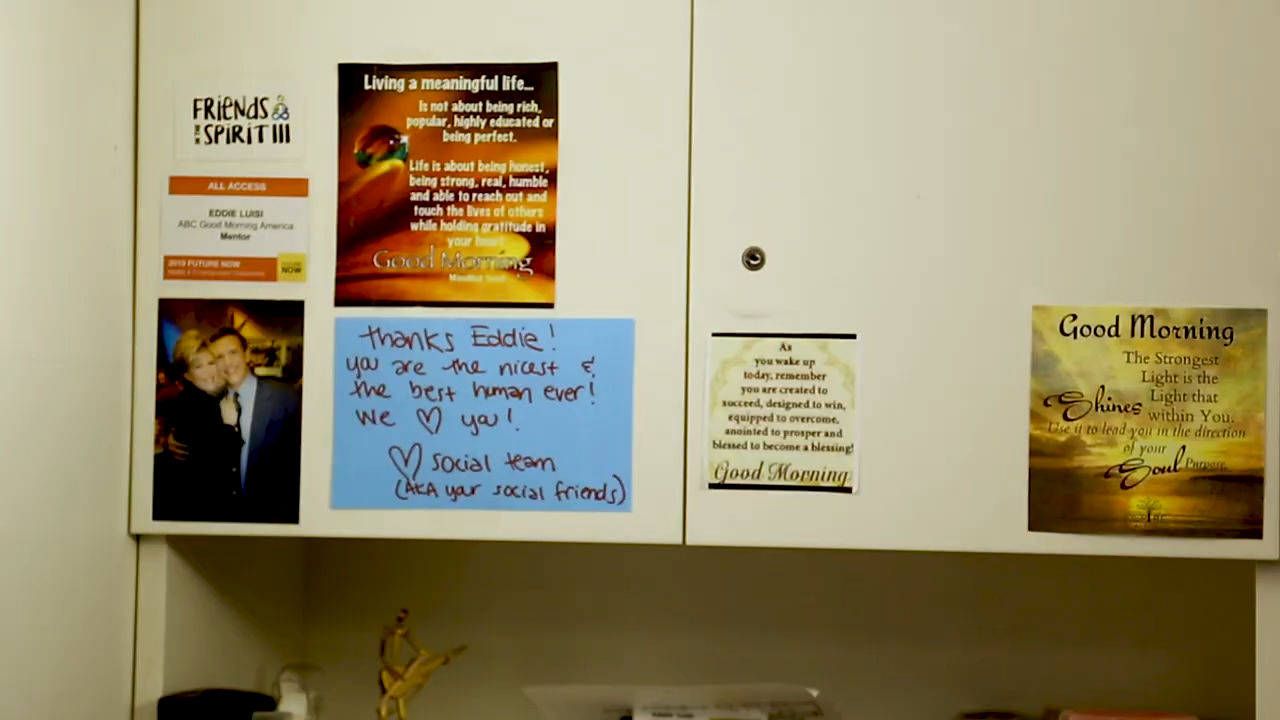 FRiENDS
IN THE SPiRiT III
ALL ACCESS
EDDIE LUISI
ABC Good Morning America
Mentor
2019 FUTURE NOW
FUTURE NOW
Living a meaningful life...
Is not about being rich,
popular, highly educated or
being perfect.
Life is about being honest,
being strong, real, humble
and able to reach out and
touch the lives of others
while holding gratitude in
your heart
Good Morning
thanks Eddie!
you are the nicest &
the best human ever!
we ♡ you!
♡ social team
(AKA your social friends)
As
you wake up
today, remember
you are created to
succeed, designed to win,
equipped to overcome,
anointed to prosper and
blessed to become a blessing!
Good Morning
Good Morning
The Strongest
Light is the
Light that
Shines within You.
Use it to lead you in the direction
of your
Soul Purpose.